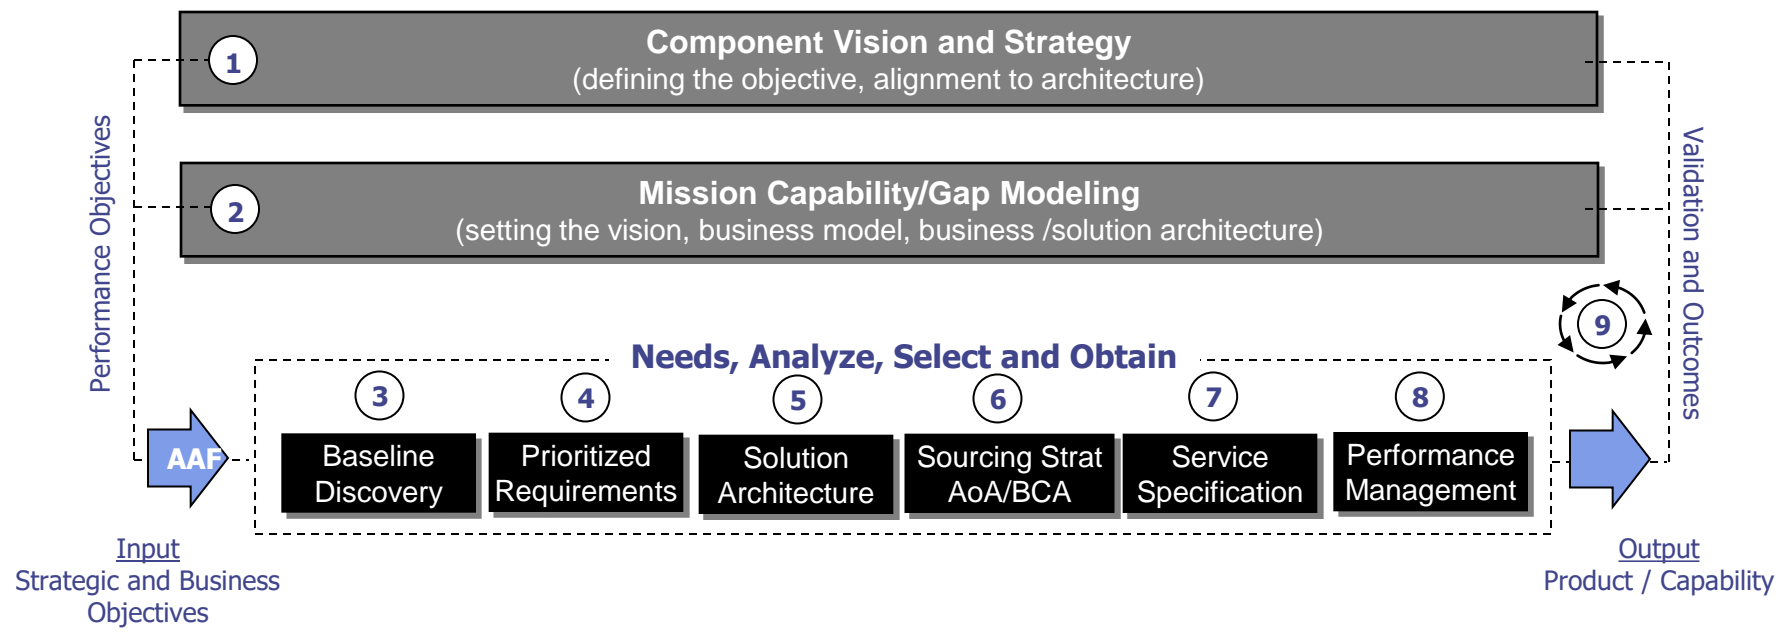 1
Component Vision and Strategy
(defining the objective, alignment to architecture)
Performance Objectives
Validation and Outcomes
2
Mission Capability/Gap Modeling
(setting the vision, business model, business /solution architecture)
9
Needs, Analyze, Select and Obtain
3
4
5
6
7
8
AAF
Baseline
Discovery
Prioritized
Requirements
Solution
Architecture
Sourcing Strat
AoA/BCA
Service
Specification
Performance
Management
Input
Strategic and Business
Objectives
Output
Product / Capability